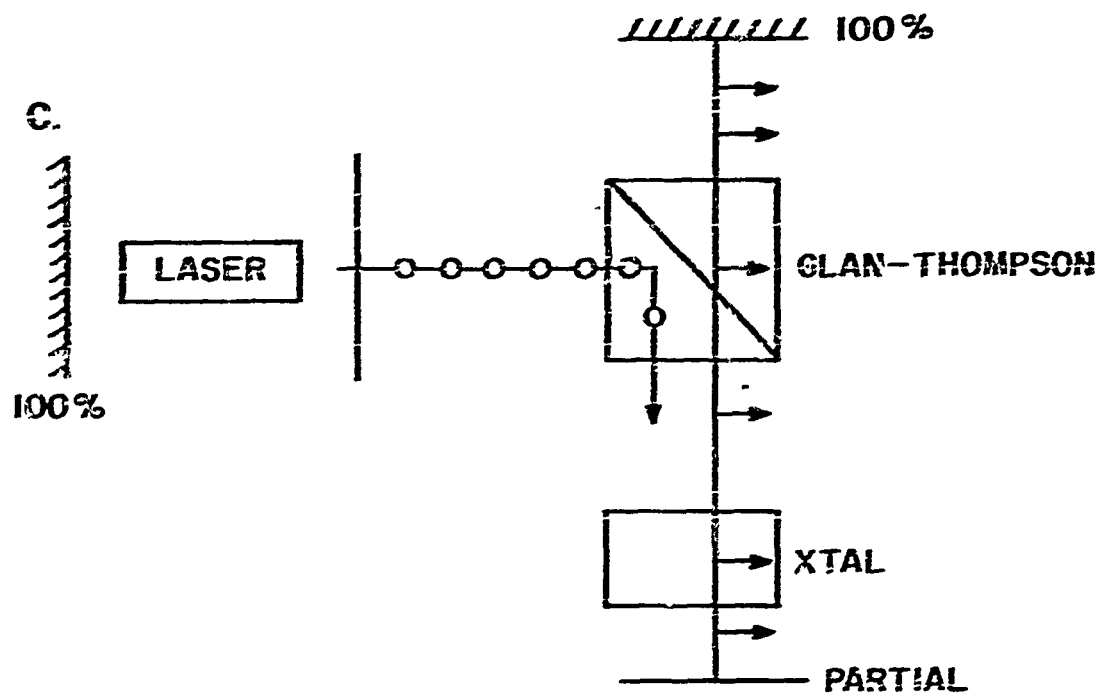 100%
C.
LASER
GLAN-THOMPSON
100%
XTAL
PARTIAL